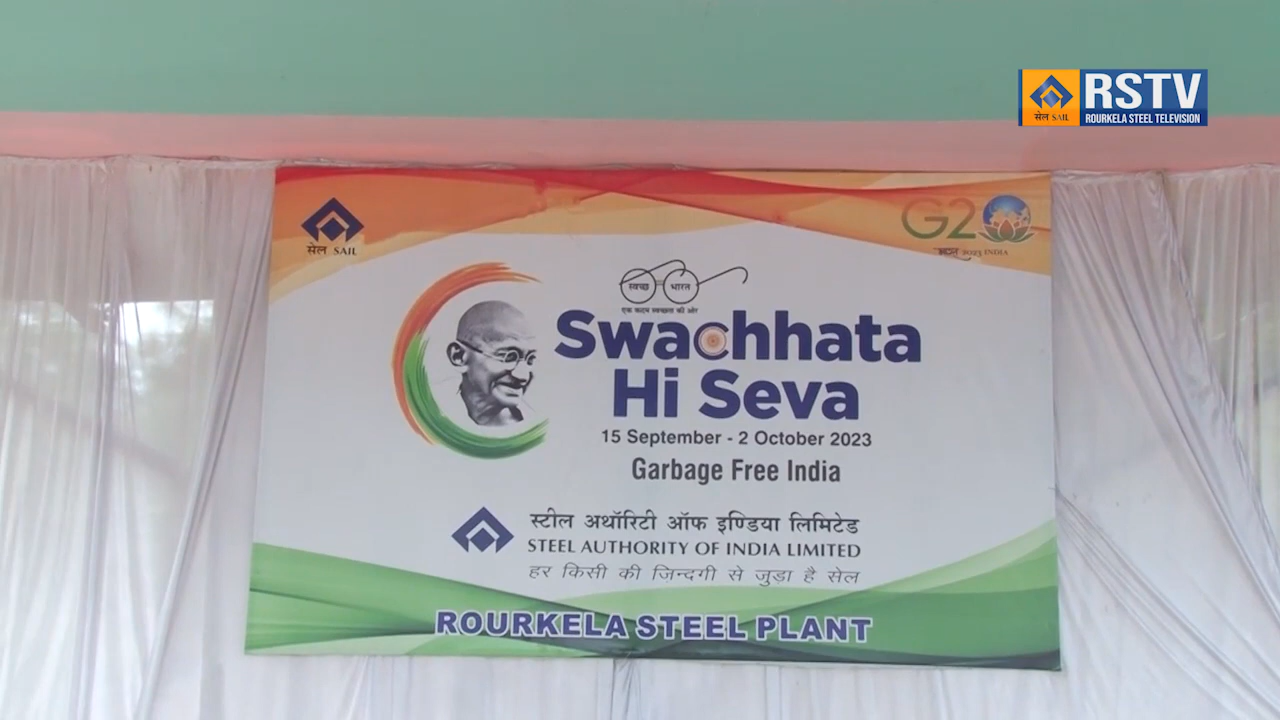 सेल SAIL
RSTV
ROURKELA STEEL TELEVISION
सेल SAIL
G20
भारत 2023 INDIA
स्वच्छ भारत
एक कदम स्वच्छता की ओर
Swachhata
Hi Seva
15 September - 2 October 2023
Garbage Free India
स्टील अथॉरिटी ऑफ इण्डिया लिमिटेड
STEEL AUTHORITY OF INDIA LIMITED
हर किसी की जिन्दगी से जुड़ा है सेल
ROURKELA STEEL PLANT